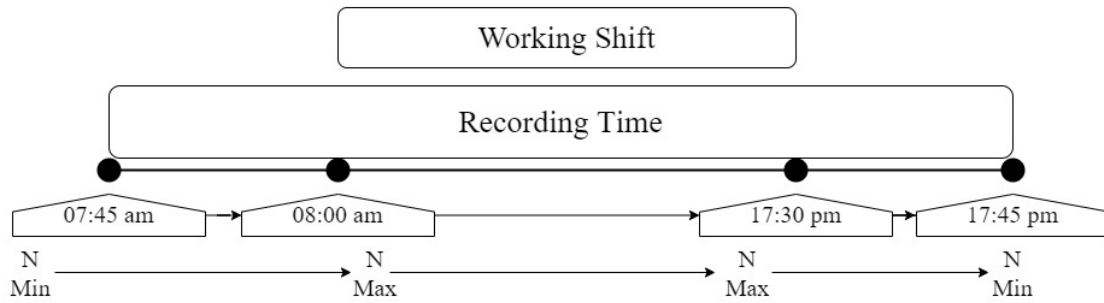 Working Shift
Recording Time
07:45 am 08:00 am 17:30 pm 17:45 pm
N N N N
Min Max Max Min